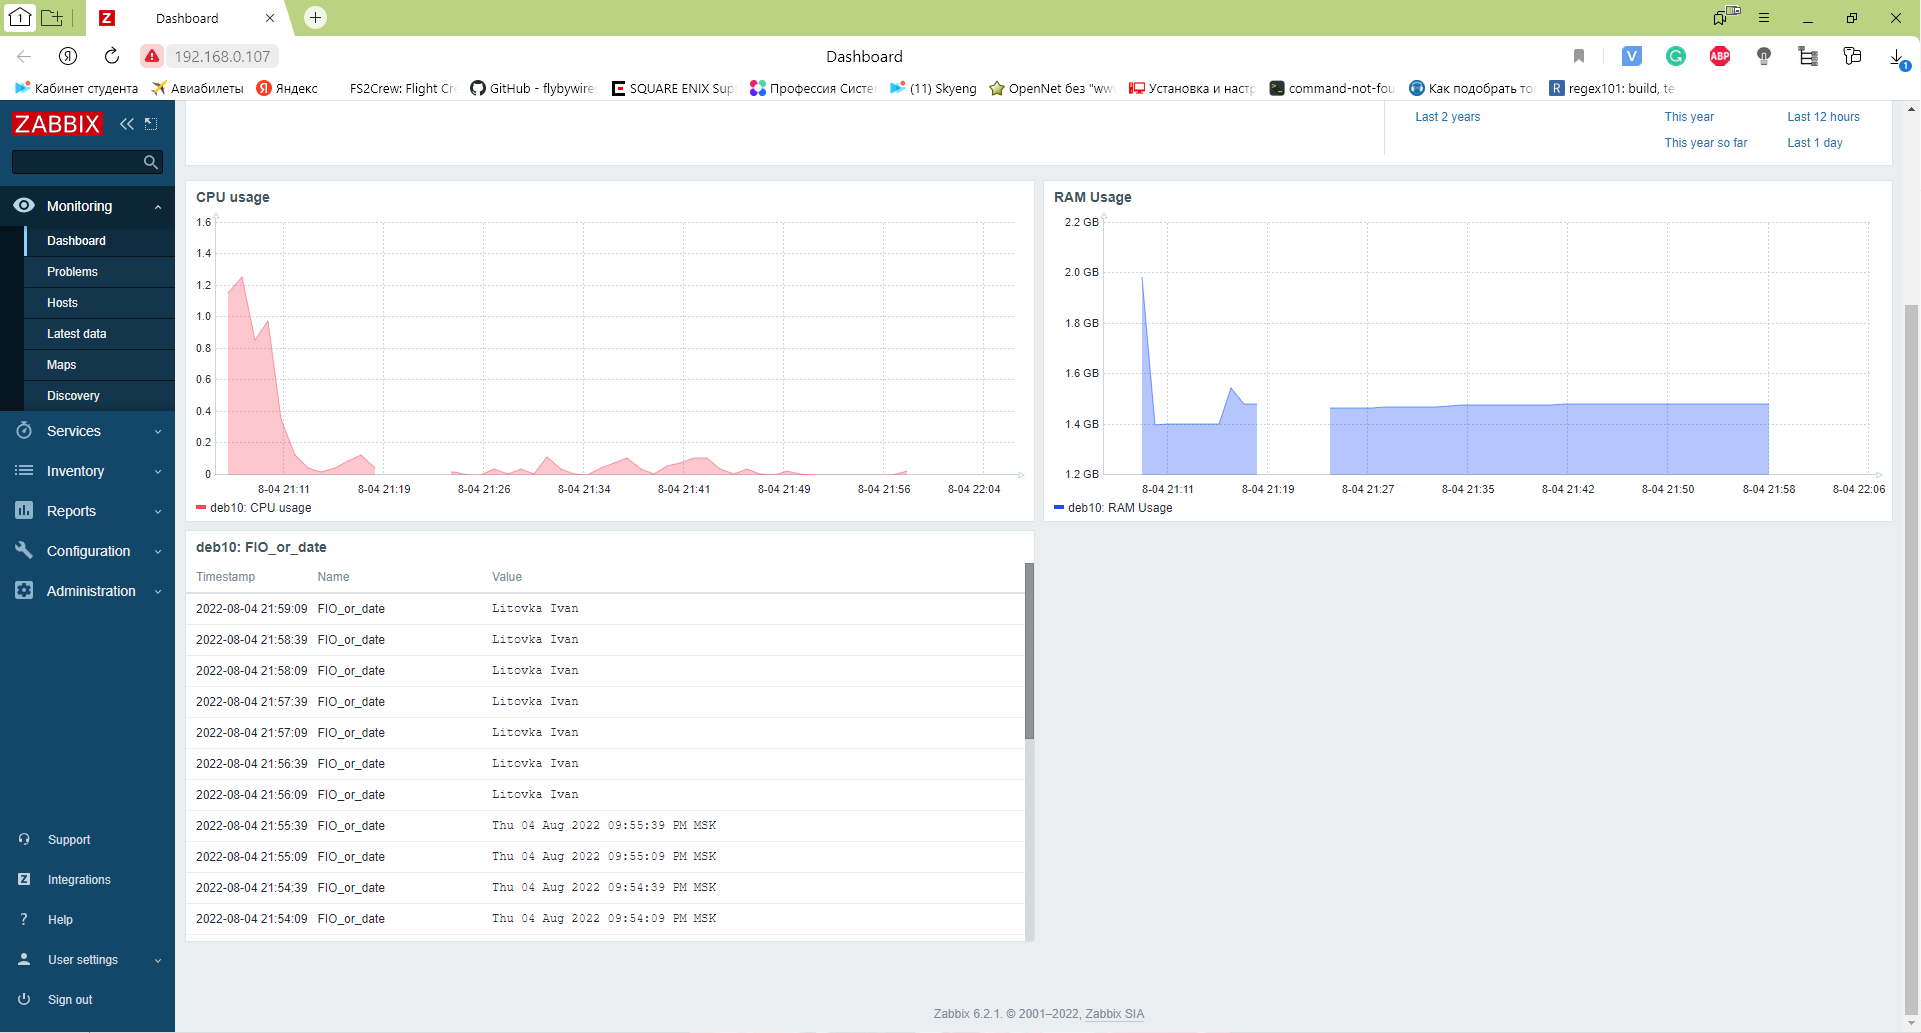 1 Dashboard
192.168.0.107 Dashboard
Кабинет студента Авиабилеты Яндекс FS2Crew: Flight Cr GitHub - flybywire SQUARE ENIX Sup Профессия Систе (11) Skyeng OpenNet без "ww Установка и настр command-not-fou Как подобрать то regex101: build, te
ZABBIX
Monitoring
Dashboard
Problems
Hosts
Latest data
Maps
Discovery
Services
Inventory
Reports
Configuration
Administration
Support
Integrations
Help
User settings
Sign out
Last 2 years This year Last 12 hours
This year so far Last 1 day
CPU usage
1.6
1.4
1.2
1.0
0.8
0.6
0.4
0.2
0
8-04 21:11 8-04 21:19 8-04 21:26 8-04 21:34 8-04 21:41 8-04 21:49 8-04 21:56 8-04 22:04
deb10: CPU usage
RAM Usage
2.2 GB
2.0 GB
1.8 GB
1.6 GB
1.4 GB
1.2 GB
8-04 21:11 8-04 21:19 8-04 21:27 8-04 21:35 8-04 21:42 8-04 21:50 8-04 21:58 8-04 22:06
deb10: RAM Usage
deb10: FIO_or_date
Timestamp Name Value
2022-08-04 21:59:09 FIO_or_date Litovka Ivan
2022-08-04 21:58:39 FIO_or_date Litovka Ivan
2022-08-04 21:58:09 FIO_or_date Litovka Ivan
2022-08-04 21:57:39 FIO_or_date Litovka Ivan
2022-08-04 21:57:09 FIO_or_date Litovka Ivan
2022-08-04 21:56:39 FIO_or_date Litovka Ivan
2022-08-04 21:56:09 FIO_or_date Litovka Ivan
2022-08-04 21:55:39 FIO_or_date Thu 04 Aug 2022 09:55:39 PM MSK
2022-08-04 21:55:09 FIO_or_date Thu 04 Aug 2022 09:55:09 PM MSK
2022-08-04 21:54:39 FIO_or_date Thu 04 Aug 2022 09:54:39 PM MSK
2022-08-04 21:54:09 FIO_or_date Thu 04 Aug 2022 09:54:09 PM MSK
Zabbix 6.2.1. © 2001–2022, Zabbix SIA